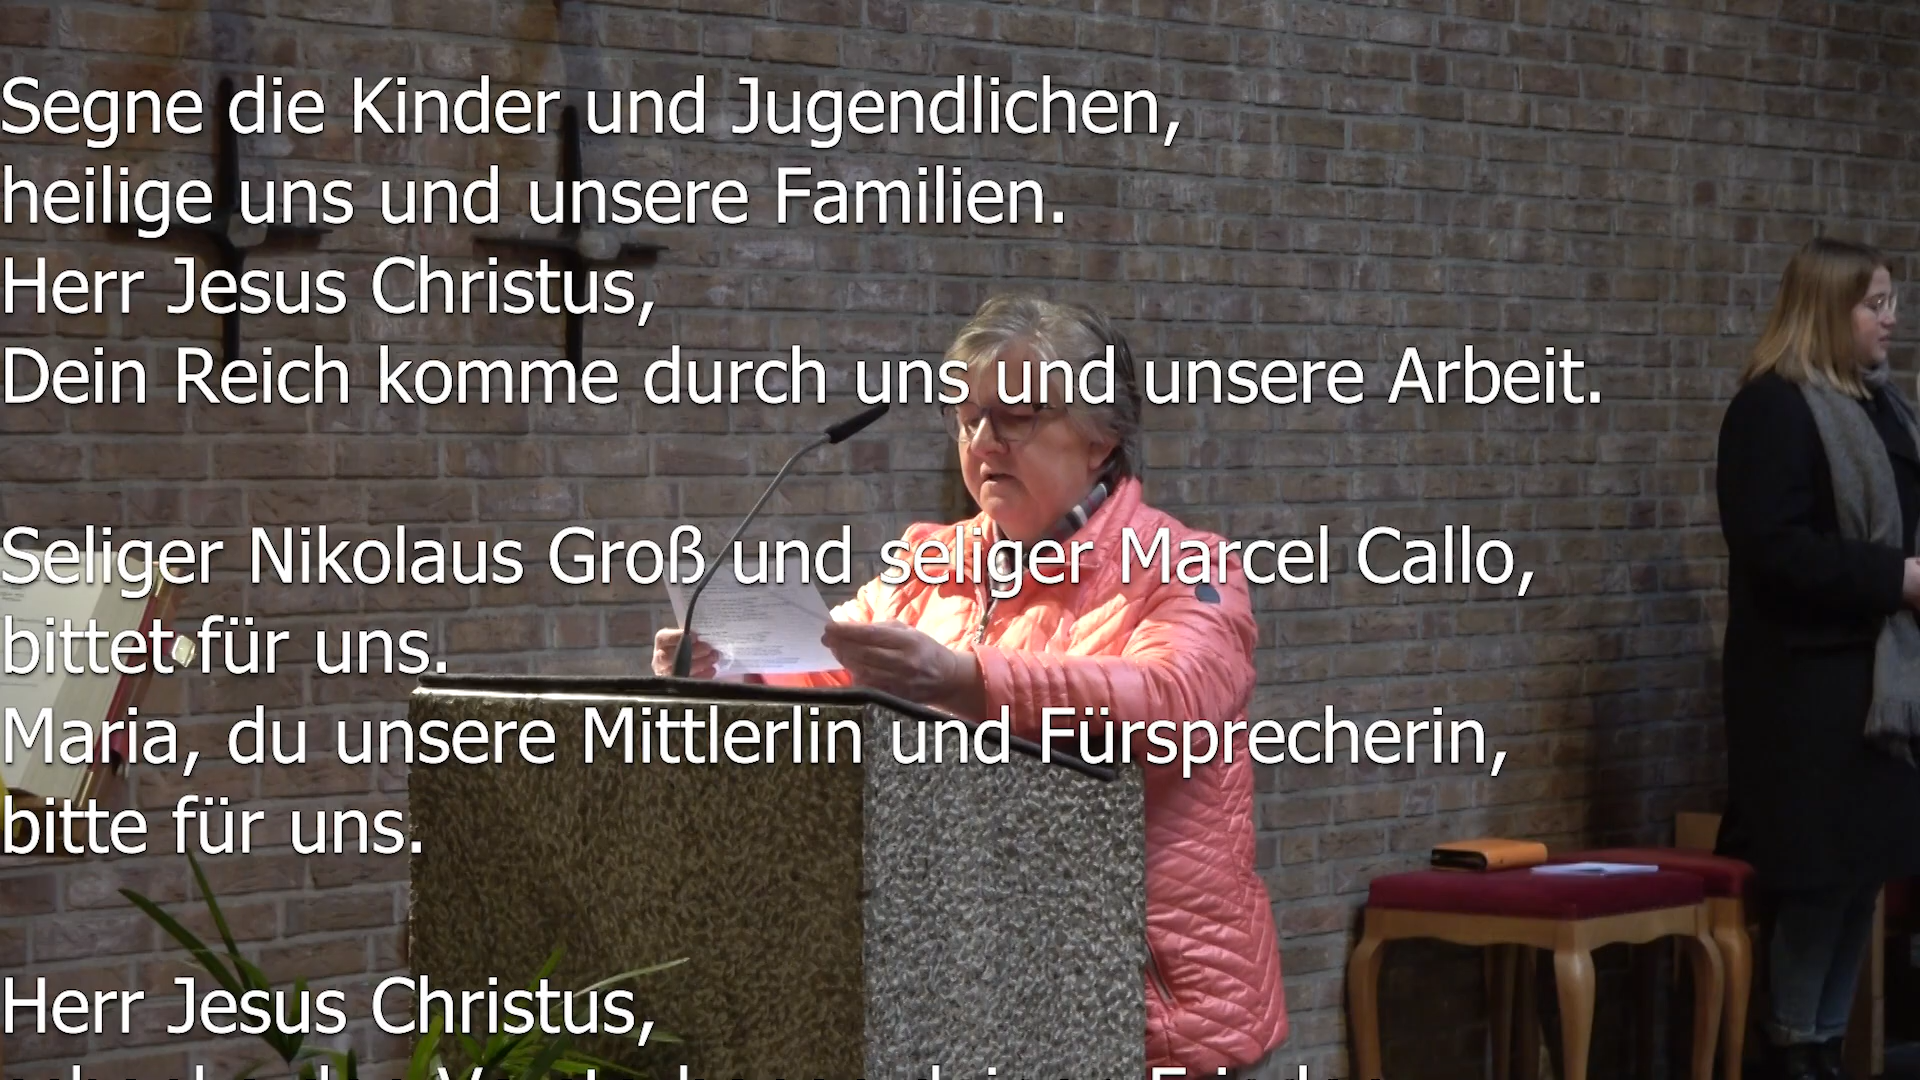 Segne die Kinder und Jugendlichen,
heilige uns und unsere Familien.
Herr Jesus Christus,
Dein Reich komme durch uns und unsere Arbeit.
Seliger Nikolaus Groß und seliger Marcel Callo,
bittet für uns.
Maria, du unsere Mittlerlin und Fürsprecherin,
bitte für uns.
Herr Jesus Christus,